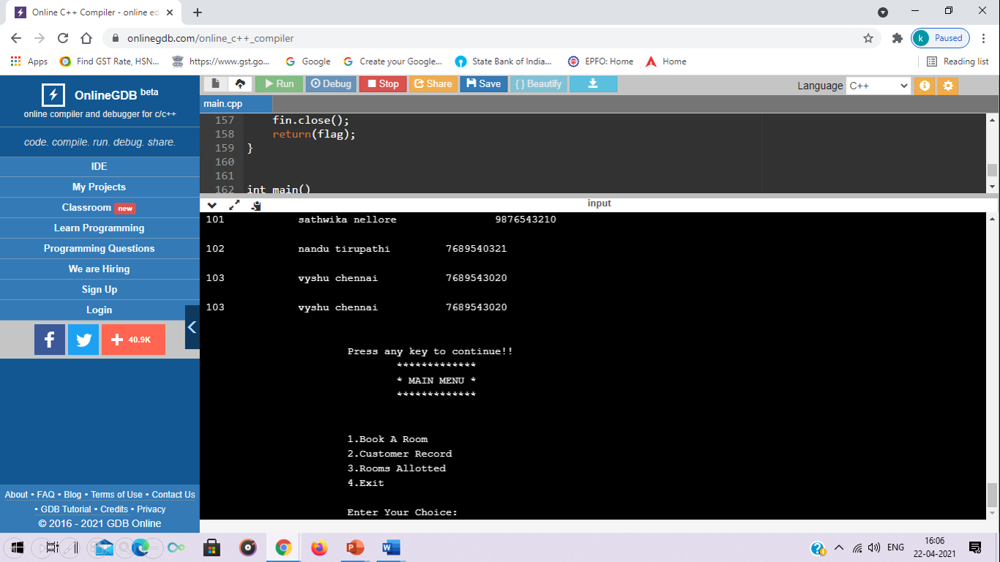 Online C++ Compiler - online ed
onlinegdb.com/online_c++_compiler
k Paused
Apps Find GST Rate, HSN... https://www.gst.go... Google Create your Google... State Bank of India... EPFO: Home Home Reading list
OnlineGDB beta
online compiler and debugger for c/c++
code. compile. run. debug. share.
IDE
My Projects
Classroom new
Learn Programming
Programming Questions
We are Hiring
Sign Up
Login
f 40.9K
About • FAQ • Blog • Terms of Use • Contact Us
• GDB Tutorial • Credits • Privacy
© 2016 - 2021 GDB Online
Run Debug Stop Share Save { } Beautify Language C++
main.cpp
157 fin.close();
158 return(flag);
159 }
160
161
162 int main()
input
101 sathwika nellore 9876543210
102 nandu tirupathi 7689540321
103 vyshu chennai 7689543020
103 vyshu chennai 7689543020
Press any key to continue!!
*************
* MAIN MENU *
*************
1.Book A Room
2.Customer Record
3.Rooms Allotted
4.Exit
Enter Your Choice:
ENG 16:06
22-04-2021